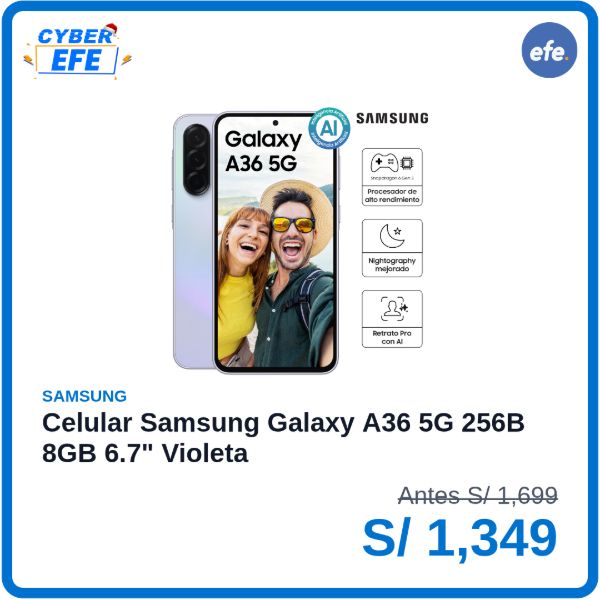 CYBER
EFE
efe.
Galaxy
A36 5G
AI
SAMSUNG
Procesador de
alto rendimiento
Nightography
mejorado
Retrato Pro
con AI
SAMSUNG
Celular Samsung Galaxy A36 5G 256B
8GB 6.7" Violeta
Antes S/ 1,699
S/ 1,349